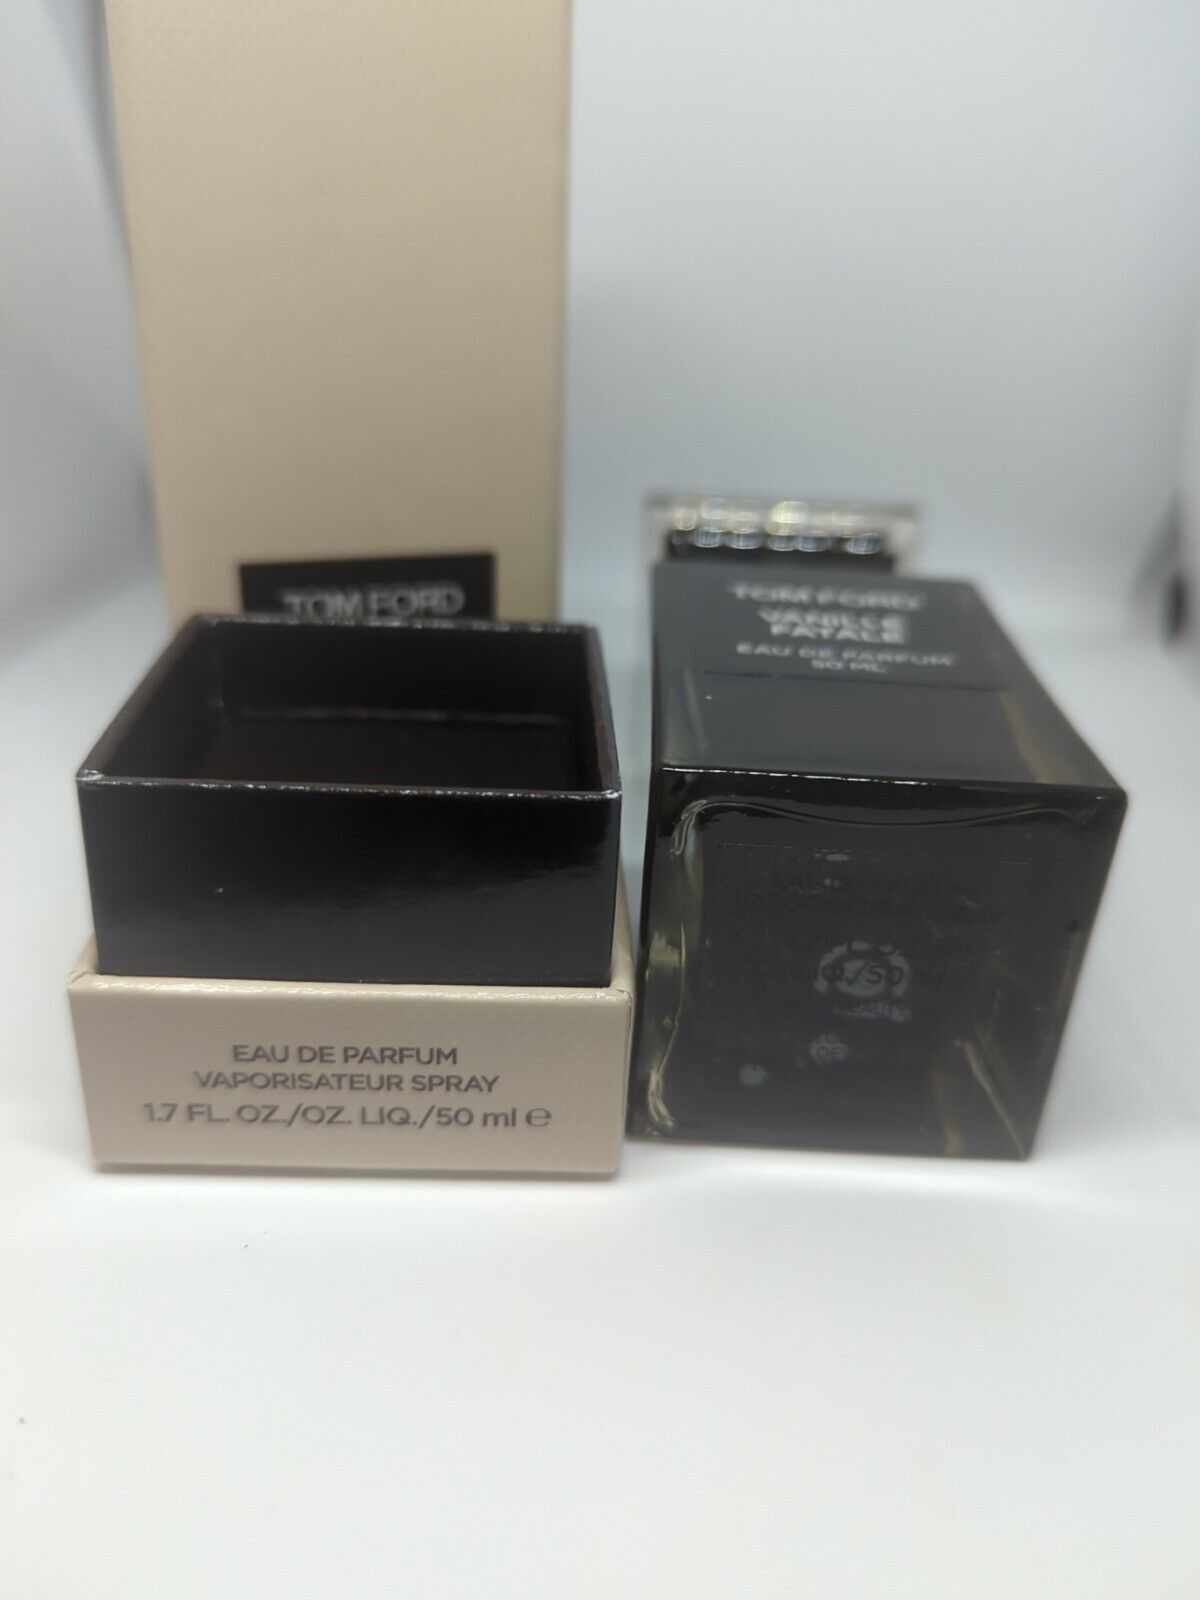 TOM FORD
TOM FORD
VANILLE
FATALE
EAU DE PARFUM
50 ML
EAU DE PARFUM
VAPORISATEUR SPRAY
1.7 FL. OZ./OZ. LIQ./50 ml ℮